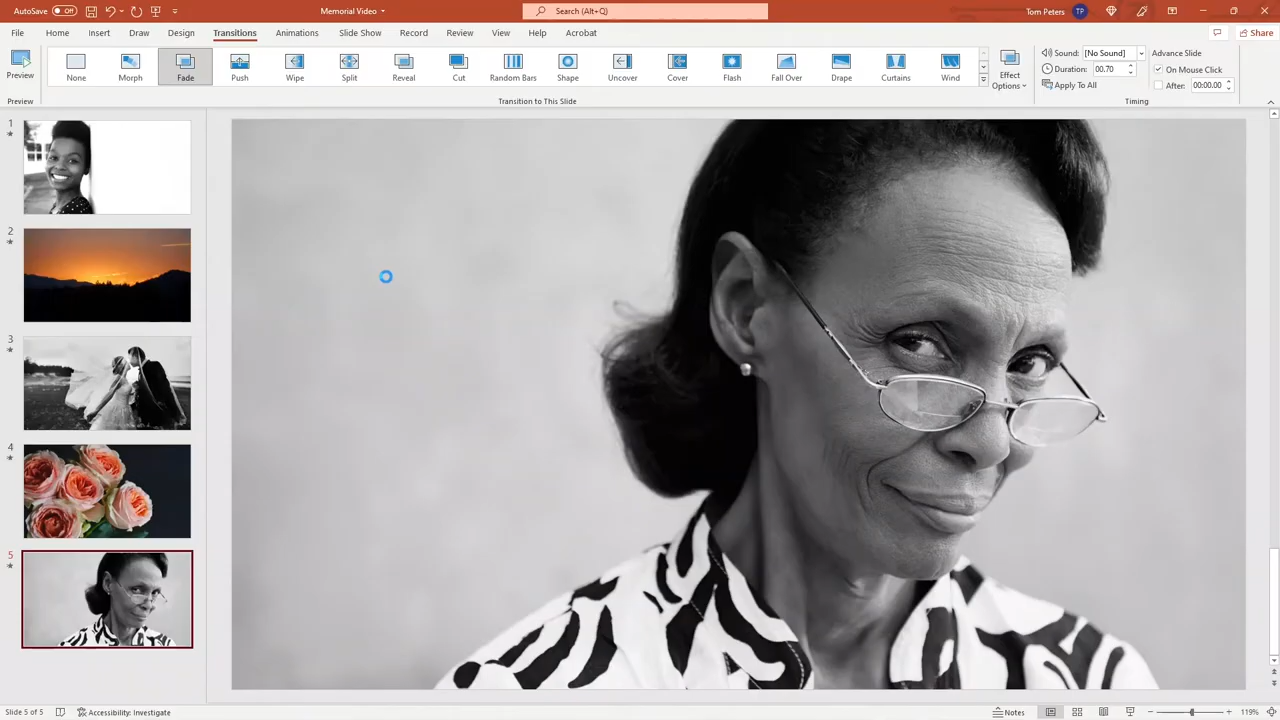 AutoSave Off Memorial Video Search (Alt+Q) Tom Peters TP
File Home Insert Draw Design Transitions Animations Slide Show Record Review View Help Acrobat Share
Preview None Morph Fade Push Wipe Split Reveal Cut Random Bars Shape Uncover Cover Flash Fall Over Drape Curtains Wind Effect Options
Sound: [No Sound] Advance Slide
Duration: 00.70 On Mouse Click
Apply To All After: 00:00.00
Preview Transition to This Slide Timing
1
2
3
4
5
Slide 5 of 5 Accessibility: Investigate Notes 119%